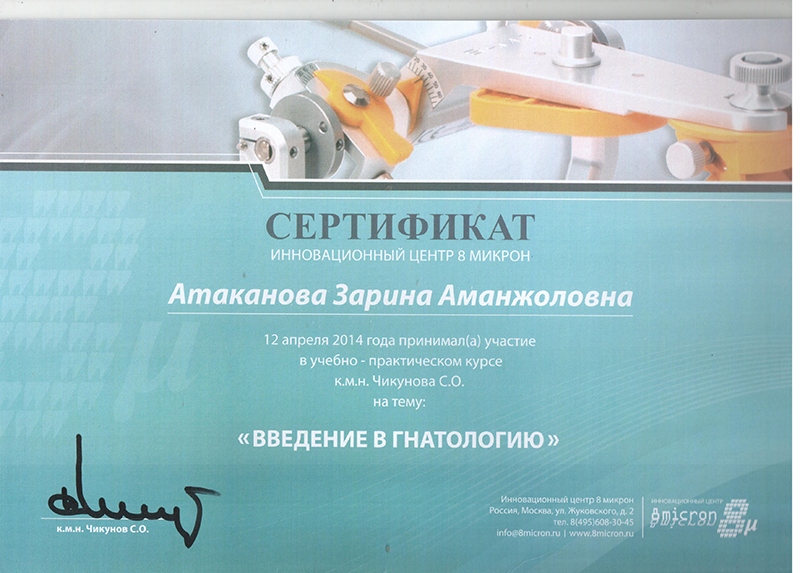 СЕРТИФИКАТ
ИННОВАЦИОННЫЙ ЦЕНТР 8 МИКРОН
Атаканова Зарина Аманжоловна
12 апреля 2014 года принимал(а) участие
в учебно - практическом курсе
к.м.н. Чикунова С.О.
на тему:
«ВВЕДЕНИЕ В ГНАТОЛОГИЮ»
к.м.н. Чикунов С.О.
Инновационный центр 8 микрон
Россия, Москва, ул. Жуковского, д. 2
тел. 8(495)608-30-45
info@8micron.ru | www.8micron.ru
ИННОВАЦИОННЫЙ ЦЕНТР
8micron
8μ